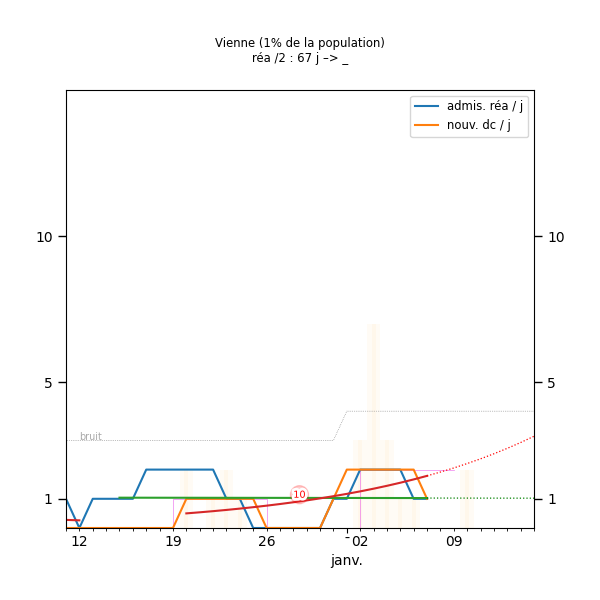 Vienne (1% de la population)
réa /2 : 67 j –> _
admis. réa / j
nouv. dc / j
10 10
5 5
bruit
10
1 1
12 19 26 02 09
janv.